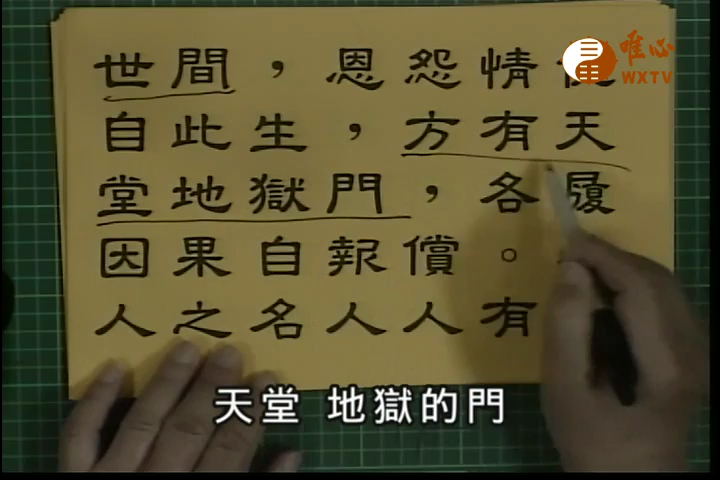 世間，恩怨情
唯心
WXTV
自此生，方有天
堂地獄門，各履
因果自報償。
人之名人人有
天堂 地獄的門